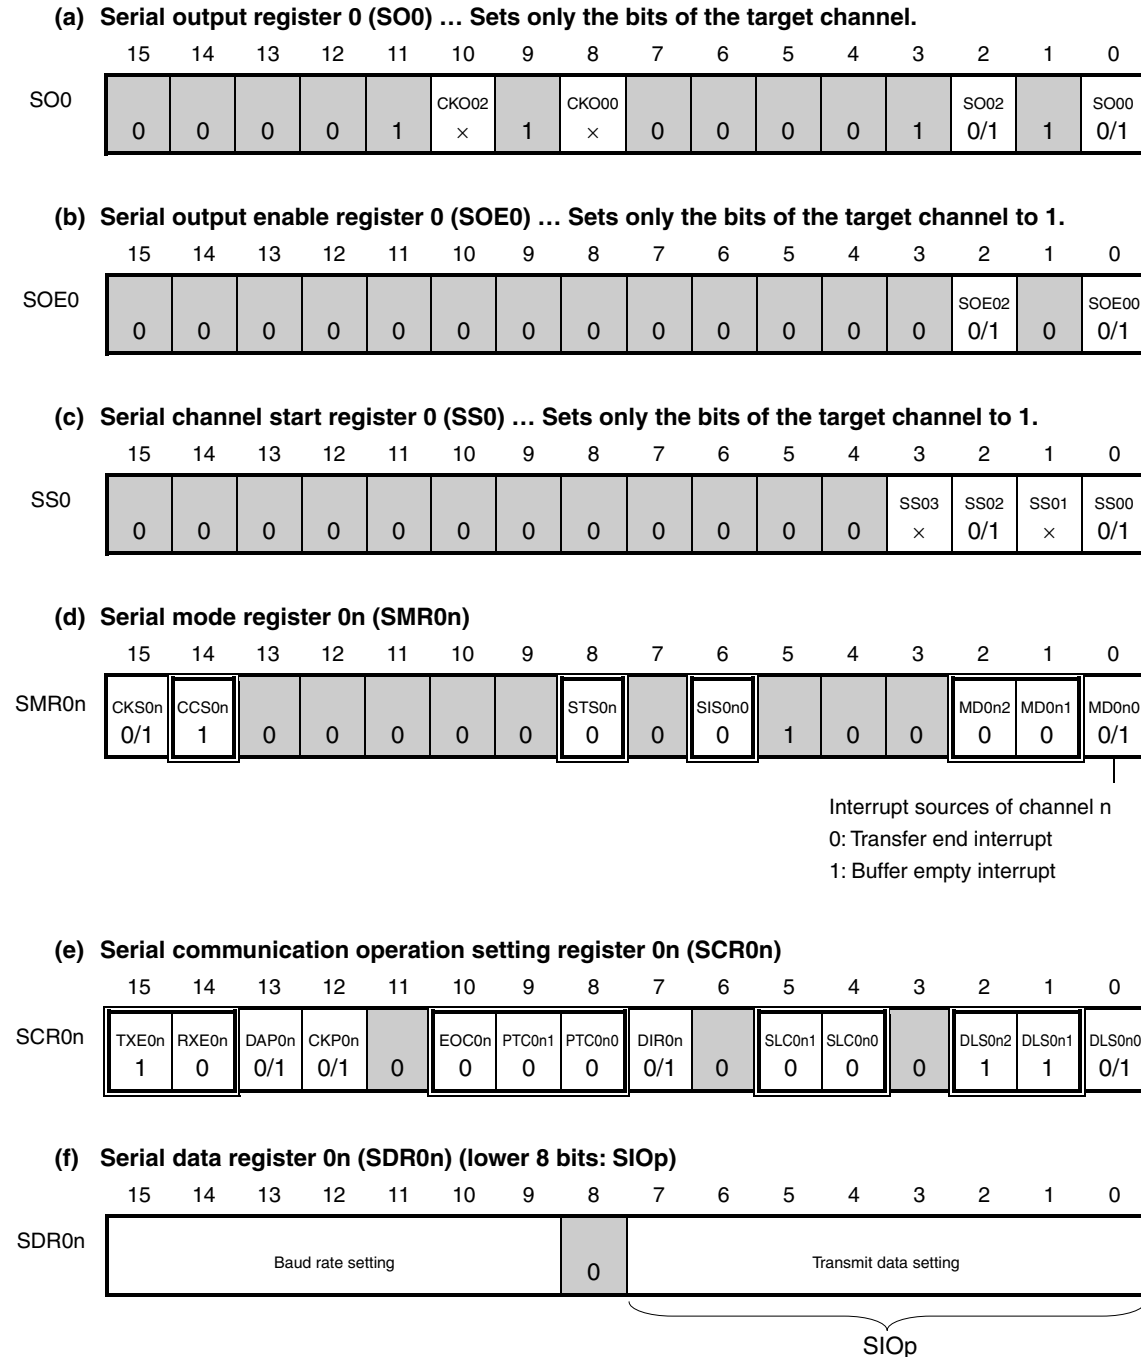 (a) Serial output register 0 (SO0) … Sets only the bits of the target channel.
15 14 13 12 11 10 9 8 7 6 5 4 3 2 1 0
SO0
CKO02 CKO00 SO02 SO00
0 0 0 0 1 × 1 × 0 0 0 0 1 0/1 1 0/1
(b) Serial output enable register 0 (SOE0) … Sets only the bits of the target channel to 1.
15 14 13 12 11 10 9 8 7 6 5 4 3 2 1 0
SOE0
SOE02 SOE00
0 0 0 0 0 0 0 0 0 0 0 0 0 0/1 0 0/1
(c) Serial channel start register 0 (SS0) … Sets only the bits of the target channel to 1.
15 14 13 12 11 10 9 8 7 6 5 4 3 2 1 0
SS0
SS03 SS02 SS01 SS00
0 0 0 0 0 0 0 0 0 0 0 0 × 0/1 × 0/1
(d) Serial mode register 0n (SMR0n)
15 14 13 12 11 10 9 8 7 6 5 4 3 2 1 0
SMR0n
CKS0n CCS0n STS0n SIS0n0 MD0n2 MD0n1 MD0n0
0/1 1 0 0 0 0 0 0 0 0 1 0 0 0 0 0/1
Interrupt sources of channel n
0: Transfer end interrupt
1: Buffer empty interrupt
(e) Serial communication operation setting register 0n (SCR0n)
15 14 13 12 11 10 9 8 7 6 5 4 3 2 1 0
SCR0n
TXE0n RXE0n DAP0n CKP0n EOC0n PTC0n1 PTC0n0 DIR0n SLC0n1 SLC0n0 DLS0n2 DLS0n1 DLS0n0
1 0 0/1 0/1 0 0 0 0 0/1 0 0 0 0 1 1 0/1
(f) Serial data register 0n (SDR0n) (lower 8 bits: SIOp)
15 14 13 12 11 10 9 8 7 6 5 4 3 2 1 0
SDR0n
Baud rate setting 0 Transmit data setting
SIOp